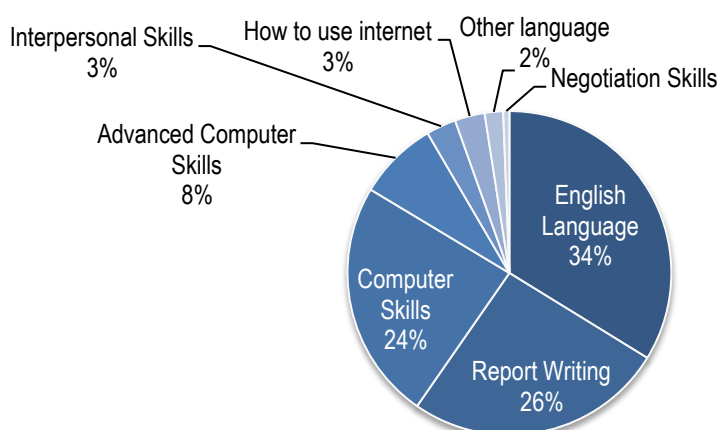 Interpersonal Skills
3%
How to use internet
3%
Other language
2%
Negotiation Skills
Advanced Computer
Skills
8%
English
Language
34%
Computer
Skills
24%
Report Writing
26%